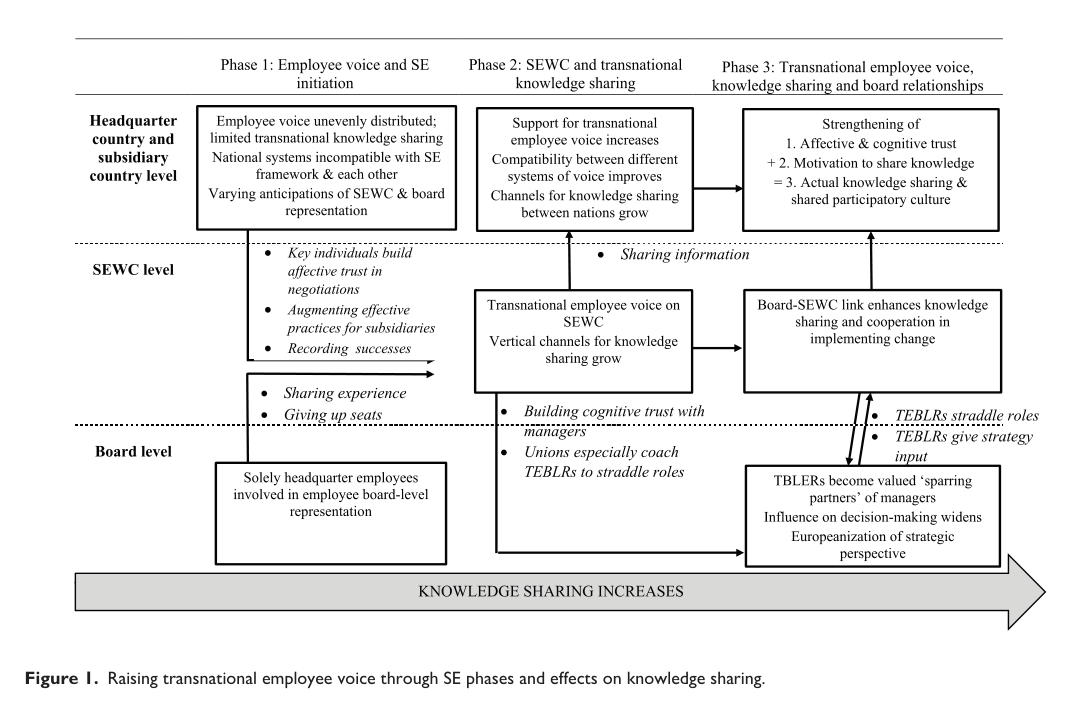 Phase 1: Employee voice and SE
initiation
Phase 2: SEWC and transnational
knowledge sharing
Phase 3: Transnational employee voice,
knowledge sharing and board relationships
Headquarter
country and
subsidiary
country level
Employee voice unevenly distributed;
limited transnational knowledge sharing
National systems incompatible with SE
framework & each other
Varying anticipations of SEWC & board
representation
Support for transnational
employee voice increases
Compatibility between different
systems of voice improves
Channels for knowledge sharing
between nations grow
Strengthening of
1. Affective & cognitive trust
+ 2. Motivation to share knowledge
= 3. Actual knowledge sharing &
shared participatory culture
SEWC level
• Key individuals build
affective trust in
negotiations
• Augmenting effective
practices for subsidiaries
• Recording successes
• Sharing information
Transnational employee voice on
SEWC
Vertical channels for knowledge
sharing grow
Board-SEWC link enhances knowledge
sharing and cooperation in
implementing change
• Sharing experience
• Giving up seats
• Building cognitive trust with
managers
• Unions especially coach
TEBLRs to straddle roles
• TEBLRs straddle roles
• TEBLRs give strategy
input
Board level
Solely headquarter employees
involved in employee board-level
representation
TBLERs become valued ‘sparring
partners’ of managers
Influence on decision-making widens
Europeanization of strategic
perspective
KNOWLEDGE SHARING INCREASES
Figure 1. Raising transnational employee voice through SE phases and effects on knowledge sharing.